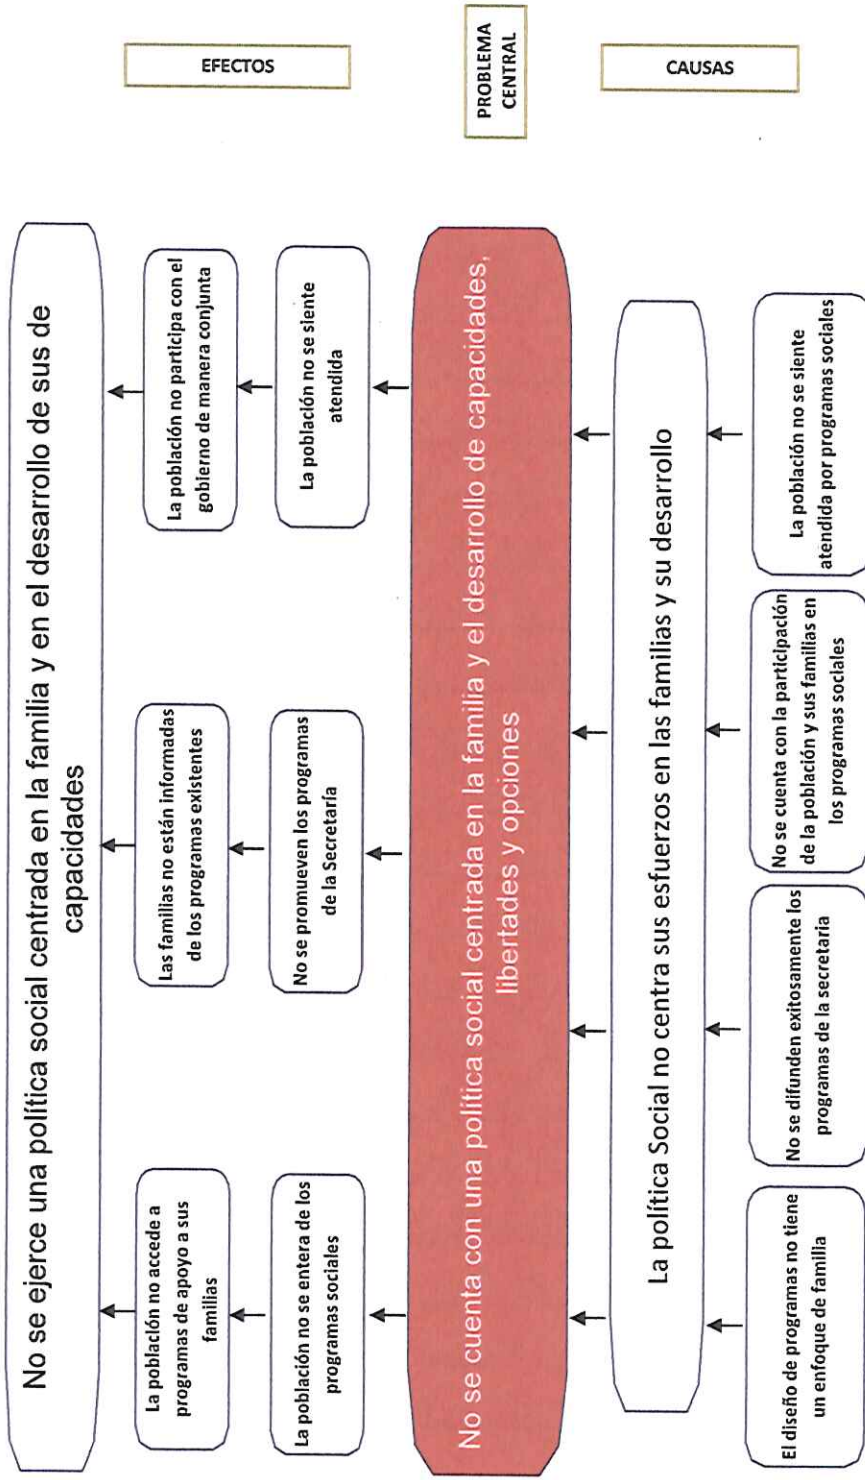 No se ejerce una política social centrada en la familia y en el desarrollo de sus de
capacidades
EFECTOS
La población no accede a
programas de apoyo a sus
familias
Las familias no están informadas
de los programas existentes
La población no participa con el
gobierno de manera conjunta
La población no se entera de los
programas sociales
No se promueven los programas
de la Secretaría
La población no se siente
atendida
No se cuenta con una política social centrada en la familia y el desarrollo de capacidades,
libertades y opciones
PROBLEMA
CENTRAL
La política Social no centra sus esfuerzos en las familias y su desarrollo
CAUSAS
El diseño de programas no tiene
un enfoque de familia
No se difunden exitosamente los
programas de la secretaria
No se cuenta con la participación
de la población y sus familias en
los programas sociales
La población no se siente
atendida por programas sociales